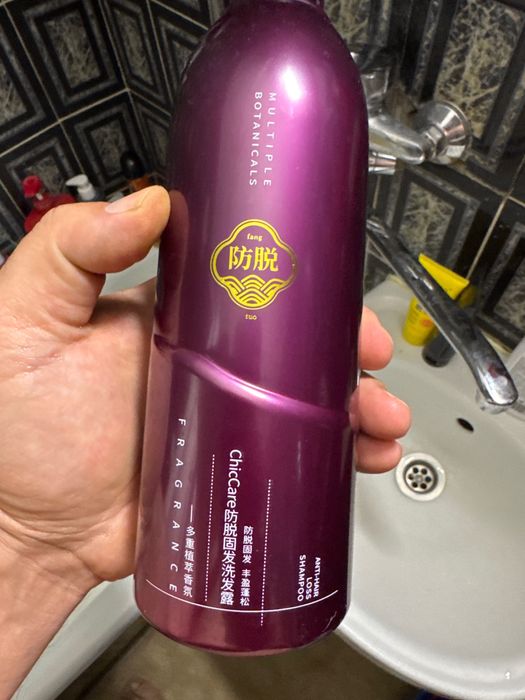 MULTIPLE
BOTANICALS
fang
防脱
tuo
FRAGRANCE
——多重植萃香氛
ChicCare防脱固发洗发露
防脱固发 丰盈蓬松
ANTI-HAIR
LOSS
SHAMPOO